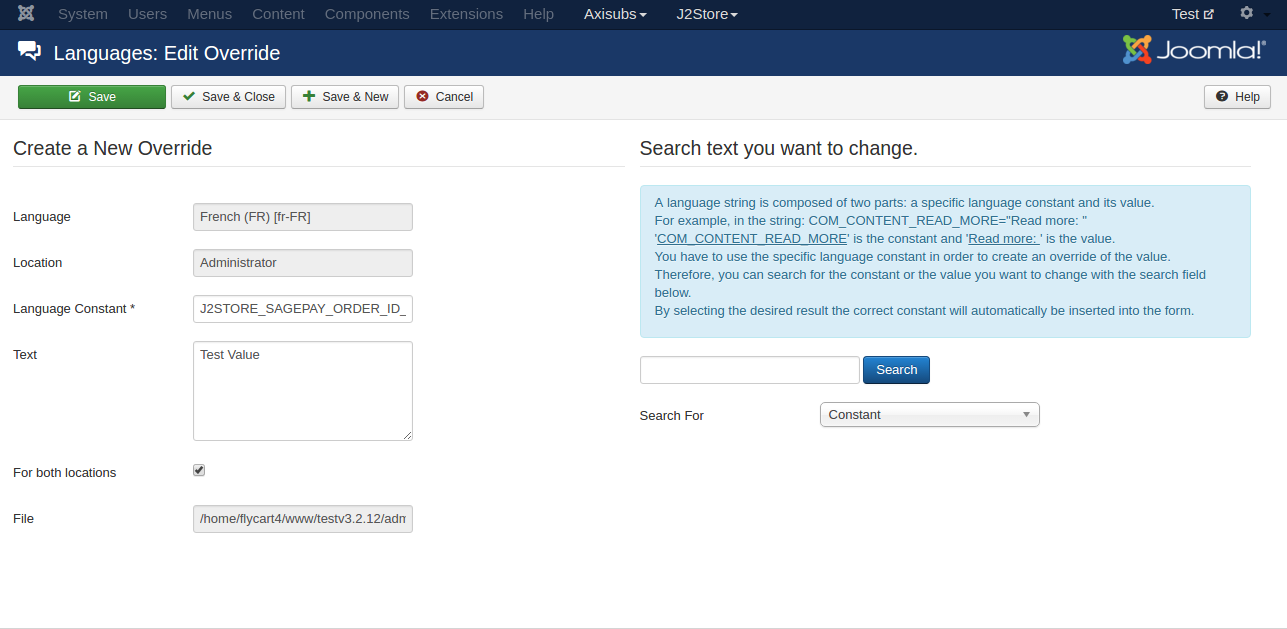 System Users Menus Content Components Extensions Help Axisubs J2Store Test
Languages: Edit Override
Joomla!®
Save
Save & Close
Save & New
Cancel
Help
Create a New Override
Language
French (FR) [fr-FR]
Location
Administrator
Language Constant *
J2STORE_SAGEPAY_ORDER_ID_
Text
Test Value
For both locations
File
/home/flycart4/www/testv3.2.12/adm
Search text you want to change.
A language string is composed of two parts: a specific language constant and its value.
For example, in the string: COM_CONTENT_READ_MORE="Read more: "
'COM_CONTENT_READ_MORE' is the constant and 'Read more: ' is the value.
You have to use the specific language constant in order to create an override of the value.
Therefore, you can search for the constant or the value you want to change with the search field
below.
By selecting the desired result the correct constant will automatically be inserted into the form.
Search
Search For
Constant